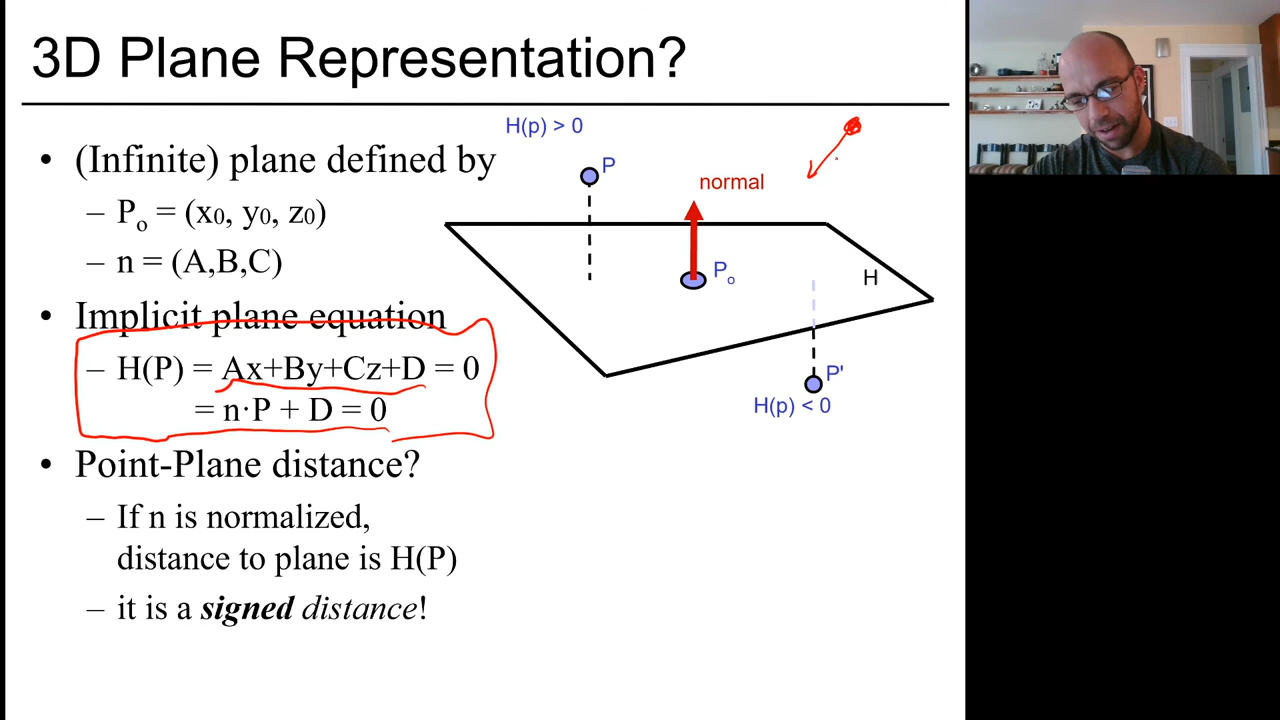 3D Plane Representation?
• (Infinite) plane defined by
– Po = (x0, y0, z0)
– n = (A,B,C)
• Implicit plane equation
– H(P) = Ax+By+Cz+D = 0
= n·P + D = 0
• Point-Plane distance?
– If n is normalized,
distance to plane is H(P)
– it is a signed distance!
H(p) > 0
P
normal
Po
H
P'
H(p) < 0